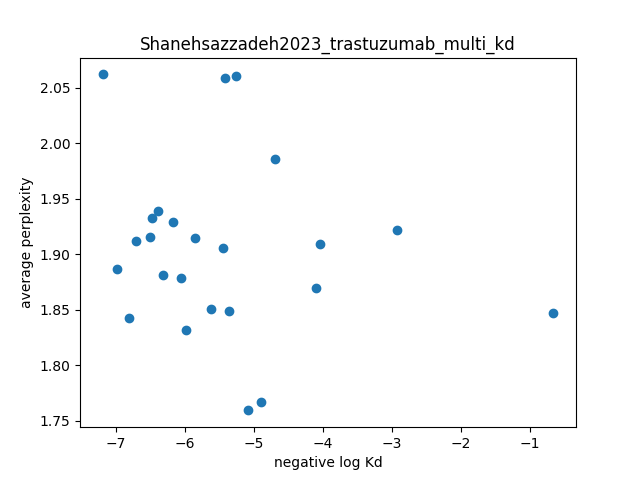 Shanehsazzadeh2023_trastuzumab_multi_kd
average perplexity
2.05
2.00
1.95
1.90
1.85
1.80
1.75
−7 −6 −5 −4 −3 −2 −1
negative log Kd